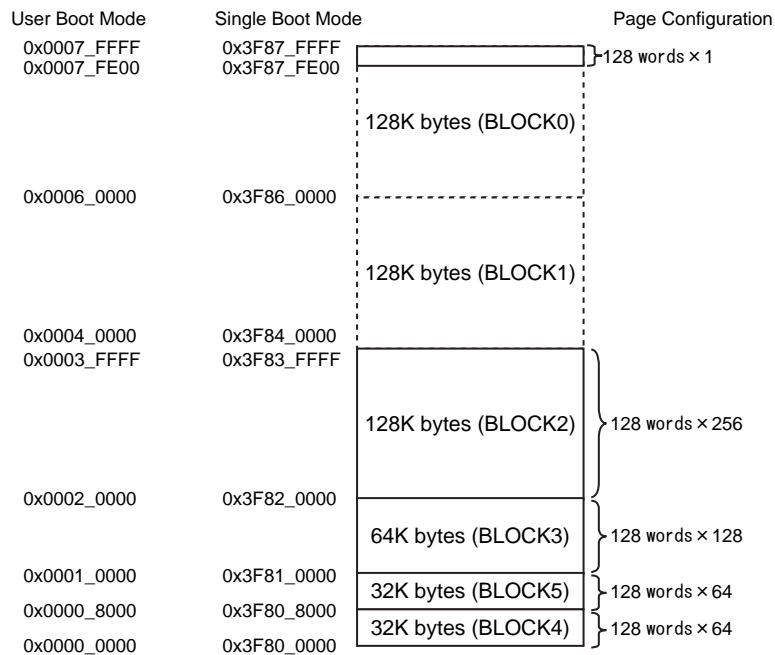 User Boot Mode Single Boot Mode Page Configuration
0x0007_FFFF 0x3F87_FFFF
0x0007_FE00 0x3F87_FE00 128 words×1
128K bytes (BLOCK0)
0x0006_0000 0x3F86_0000
128K bytes (BLOCK1)
0x0004_0000 0x3F84_0000
0x0003_FFFF 0x3F83_FFFF
128K bytes (BLOCK2) 128 words×256
0x0002_0000 0x3F82_0000
64K bytes (BLOCK3) 128 words×128
0x0001_0000 0x3F81_0000
32K bytes (BLOCK5) 128 words×64
0x0000_8000 0x3F80_8000
32K bytes (BLOCK4) 128 words×64
0x0000_0000 0x3F80_0000